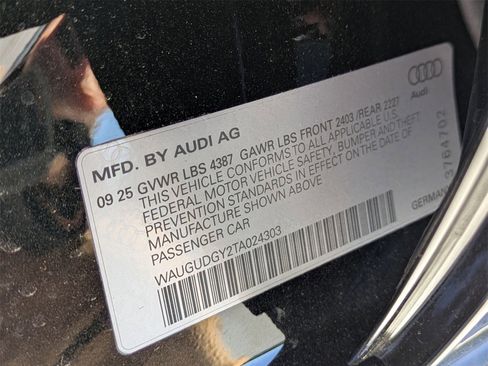 MFD. BY AUDI AG
Audi
09 25 GVWR LBS 4387 GAWR LBS FRONT 2403 /REAR 2227
THIS VEHICLE CONFORMS TO ALL APPLICABLE U.S.
FEDERAL MOTOR VEHICLE SAFETY, BUMPER AND THEFT
PREVENTION STANDARDS IN EFFECT ON THE DATE OF
MANUFACTURE SHOWN ABOVE.
PASSENGER CAR
WAUGUDGY2TA024303
GERMANY
3764702